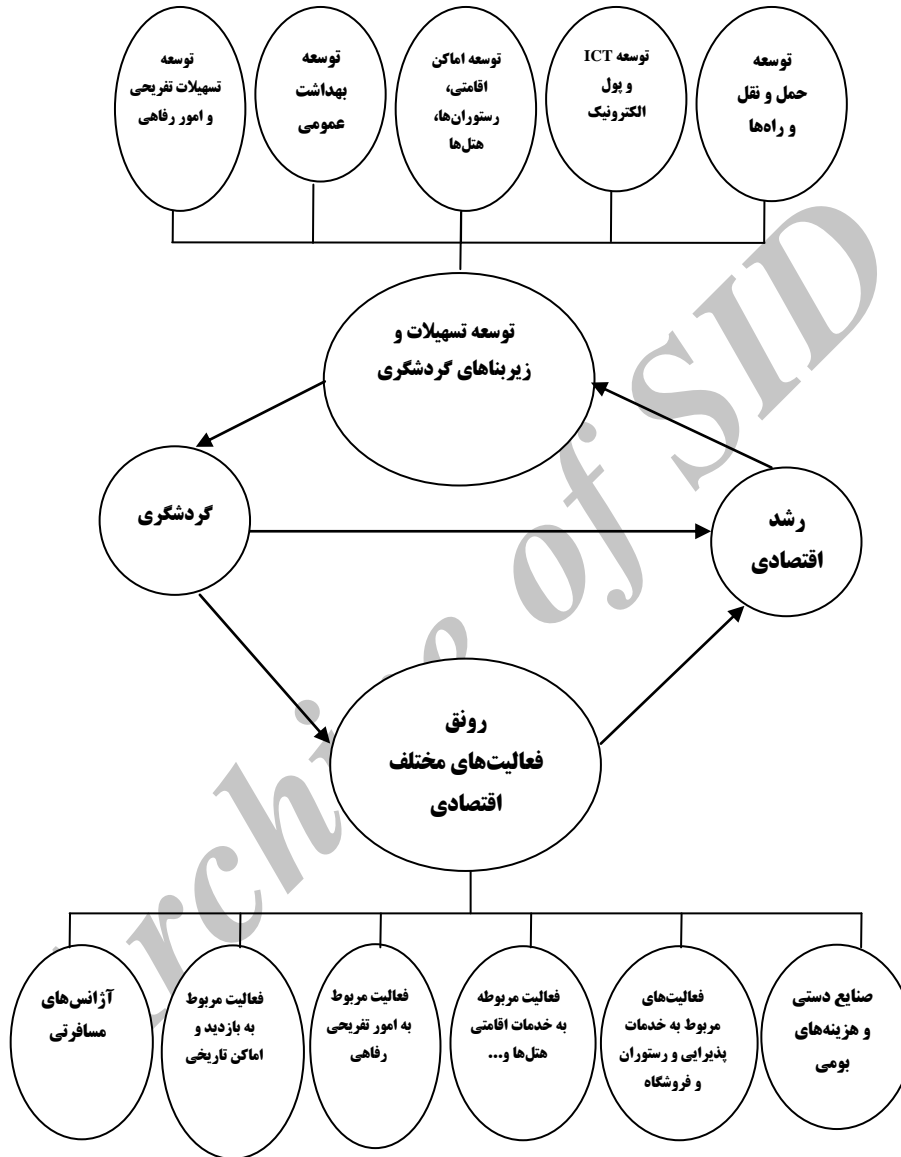 توسعه
حمل و نقل
و راه‌ها
توسعه ICT
و پول
الکترونیک
توسعه اماکن
اقامتی،
رستوران‌ها،
هتل‌ها
توسعه
بهداشت
عمومی
توسعه
تسهیلات تفریحی
و امور رفاهی
توسعه تسهیلات و
زیربناهای گردشگری
رشد
اقتصادی
گردشگری
رونق
فعالیت‌های مختلف
اقتصادی
صنایع دستی
و هزینه‌های
بومی
فعالیت‌های
مربوط به خدمات
پذیرایی و رستوران
و فروشگاه
فعالیت مربوطه
به خدمات اقامتی
هتل‌ها و...
فعالیت مربوط
به امور تفریحی
رفاهی
فعالیت مربوط
به بازدید و
اماکن تاریخی
آژانس‌های
مسافرتی
Archive of SID